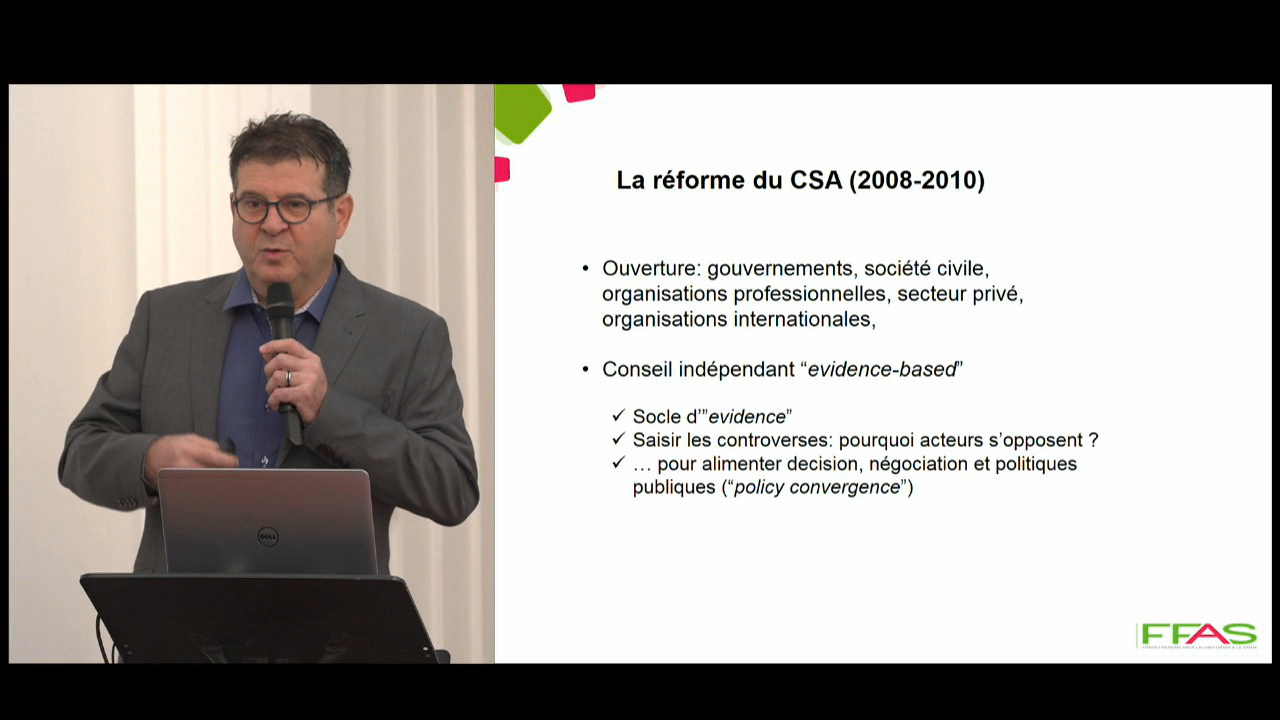 La réforme du CSA (2008-2010)
• Ouverture: gouvernements, société civile,
organisations professionnelles, secteur privé,
organisations internationales,
• Conseil indépendant “evidence-based”
✓ Socle d’”evidence”
✓ Saisir les controverses: pourquoi acteurs s’opposent ?
✓ … pour alimenter decision, négociation et politiques
publiques (“policy convergence”)
DELL
FFAS